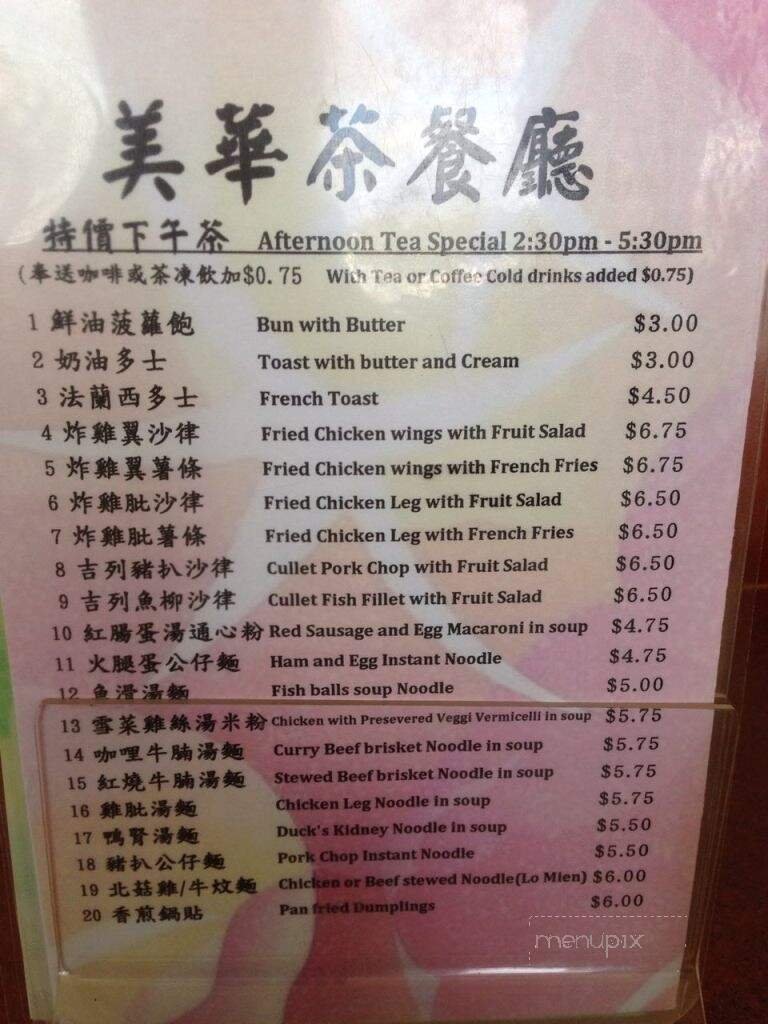 美華茶餐廳
特價下午茶 Afternoon Tea Special 2:30pm - 5:30pm
(奉送咖啡或茶凍飲加$0.75 With Tea or Coffee Cold drinks added $0.75)
1 鮮油菠蘿飽 Bun with Butter $3.00
2 奶油多士 Toast with butter and Cream $3.00
3 法蘭西多士 French Toast $4.50
4 炸雞翼沙律 Fried Chicken wings with Fruit Salad $6.75
5 炸雞翼薯條 Fried Chicken wings with French Fries $6.75
6 炸雞肶沙律 Fried Chicken Leg with Fruit Salad $6.50
7 炸雞肶薯條 Fried Chicken Leg with French Fries $6.50
8 吉列豬扒沙律 Cullet Pork Chop with Fruit Salad $6.50
9 吉列魚柳沙律 Cullet Fish Fillet with Fruit Salad $6.50
10 紅腸蛋湯通心粉 Red Sausage and Egg Macaroni in soup $4.75
11 火腿蛋公仔麵 Ham and Egg Instant Noodle $4.75
12 魚滑湯麵 Fish balls soup Noodle $5.00
13 雪菜雞絲湯米粉 Chicken with Presevered Veggi Vermicelli in soup $5.75
14 咖哩牛腩湯麵 Curry Beef brisket Noodle in soup $5.75
15 紅燒牛腩湯麵 Stewed Beef brisket Noodle in soup $5.75
16 雞肶湯麵 Chicken Leg Noodle in soup $5.75
17 鴨腎湯麵 Duck's Kidney Noodle in soup $5.50
18 豬扒公仔麵 Pork Chop Instant Noodle $5.50
19 北菇雞/牛炆麵 Chicken or Beef stewed Noodle(Lo Mien) $6.00
20 香煎鍋貼 Pan fried Dumplings $6.00
menupix